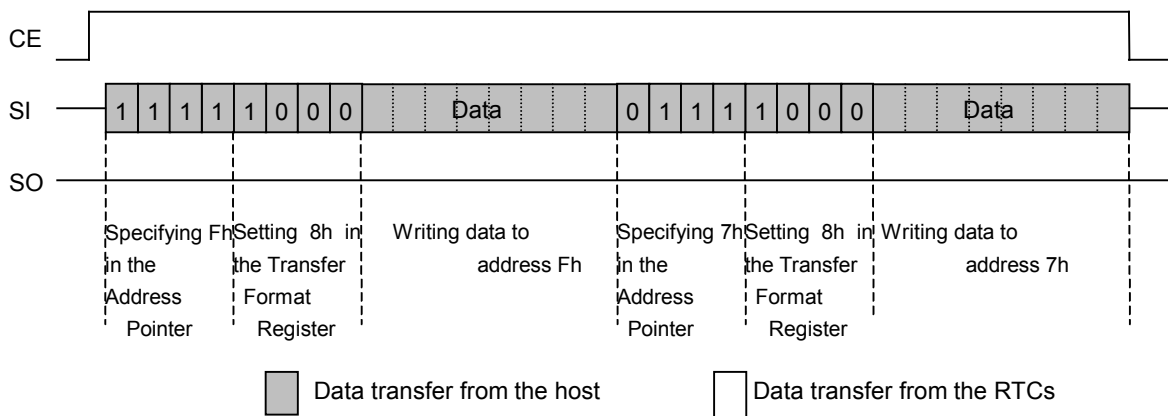 CE
SI 1 1 1 1 1 0 0 0 Data 0 1 1 1 1 0 0 0 Data
SO
Specifying Fh Setting 8h in Writing data to Specifying 7h Setting 8h in Writing data to
in the the Transfer address Fh in the the Transfer address 7h
Address Format Address Format
Pointer Register Pointer Register
Data transfer from the host Data transfer from the RTCs